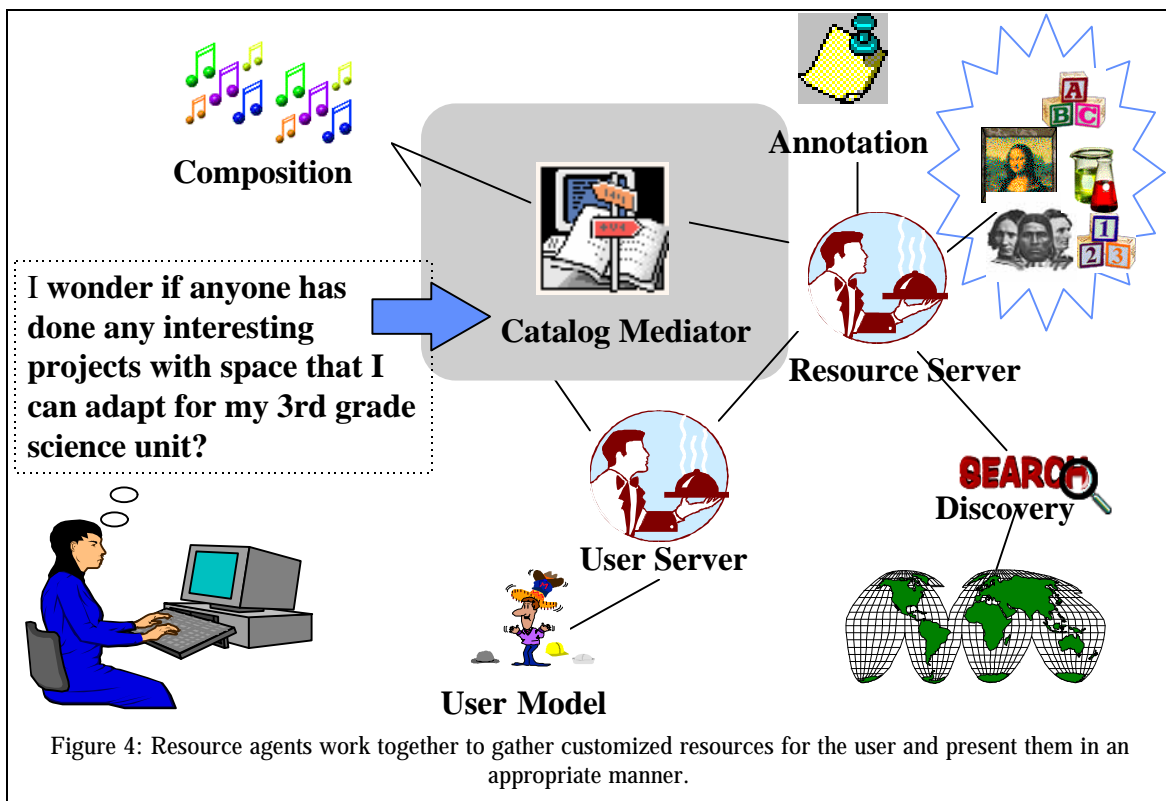 Composition
Annotation
A
B C
1
2 3
I wonder if anyone has
done any interesting
projects with space that I
can adapt for my 3rd grade
science unit?
Catalog Mediator
Resource Server
SEARCH
Discovery
User Server
User Model
Figure 4: Resource agents work together to gather customized resources for the user and present them in an
appropriate manner.